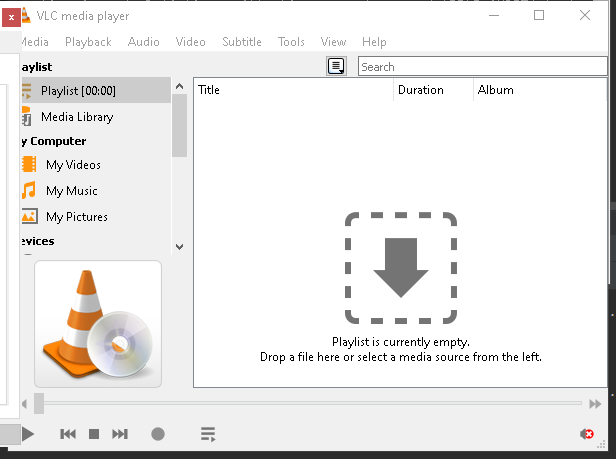 VLC media player
Media Playback Audio Video Subtitle Tools View Help
aylist
Search
Playlist [00:00]
Title Duration Album
Media Library
y Computer
My Videos
My Music
My Pictures
evices
Playlist is currently empty.
Drop a file here or select a media source from the left.